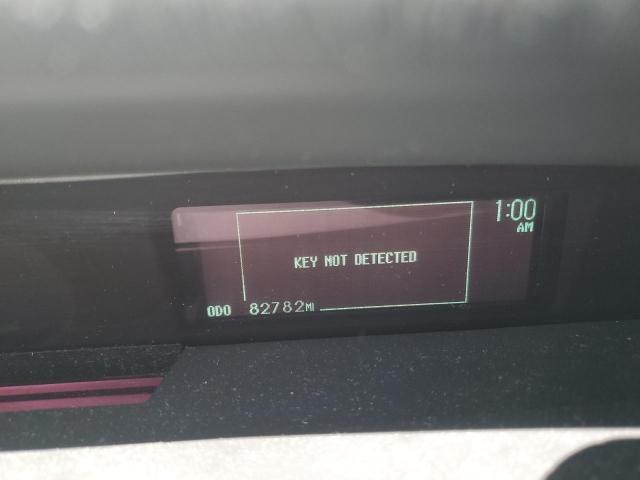 1:00
AM
KEY NOT DETECTED
ODO 82782MI